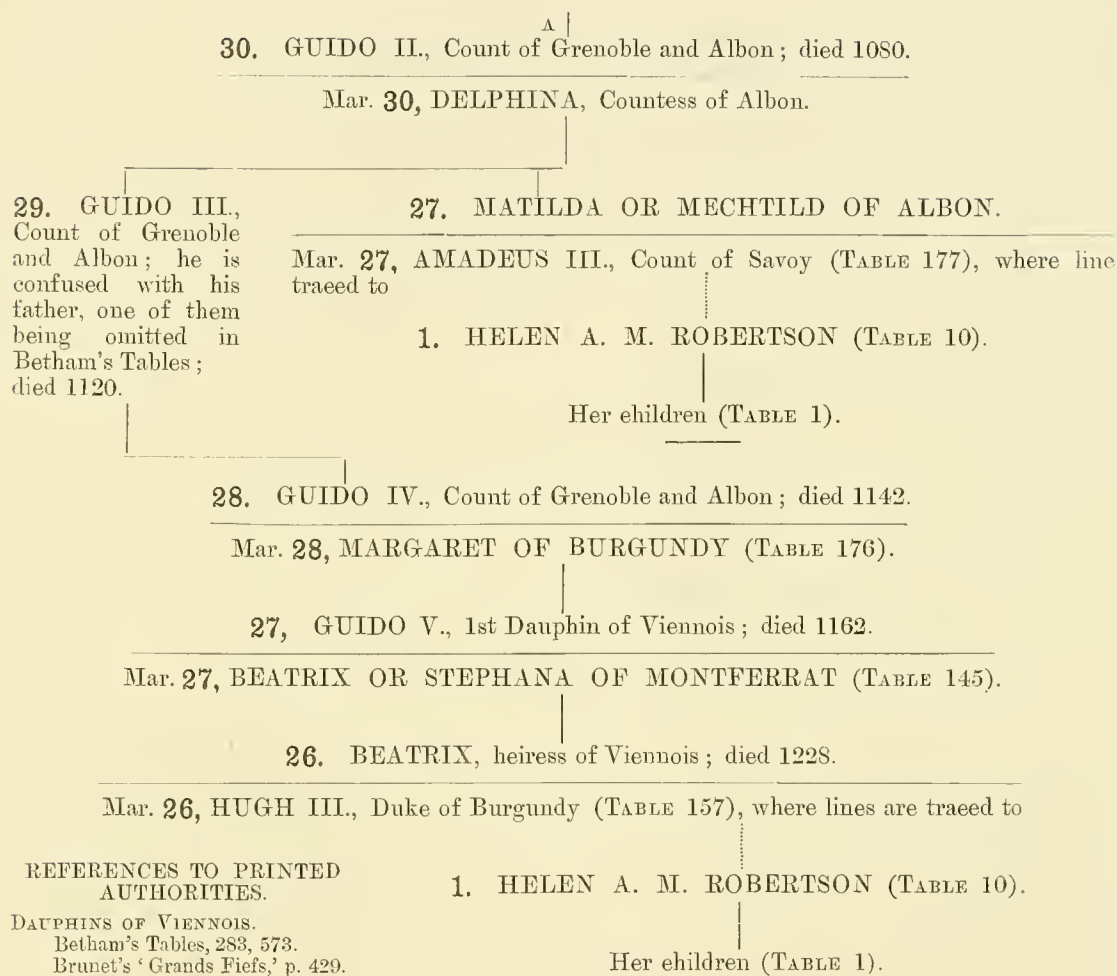 A
30. GUIDO II., Count of Grenoble and Albon; died 1080.
Mar. 30, DELPHINA, Countess of Albon.
29. GUIDO III.,
Count of Grenoble
and Albon; he is
confused with his
father, one of them
being omitted in
Betham's Tables;
died 1120.
27. MATILDA OR MECHTILD OF ALBON.
Mar. 27, AMADEUS III., Count of Savoy (TABLE 177), where line
traced to
1. HELEN A. M. ROBERTSON (TABLE 10).
Her children (TABLE 1).
28. GUIDO IV., Count of Grenoble and Albon; died 1142.
Mar. 28, MARGARET OF BURGUNDY (TABLE 176).
27, GUIDO V., 1st Dauphin of Viennois; died 1162.
Mar. 27, BEATRIX OR STEPHANA OF MONTFERRAT (TABLE 145).
26. BEATRIX, heiress of Viennois; died 1228.
Mar. 26, HUGH III., Duke of Burgundy (TABLE 157), where lines are traced to
REFERENCES TO PRINTED
AUTHORITIES.
DAUPHINS OF VIENNOIS.
Betham's Tables, 283, 573.
Brunet's ‘Grands Fiefs,’ p. 429.
1. HELEN A. M. ROBERTSON (TABLE 10).
Her children (TABLE 1).